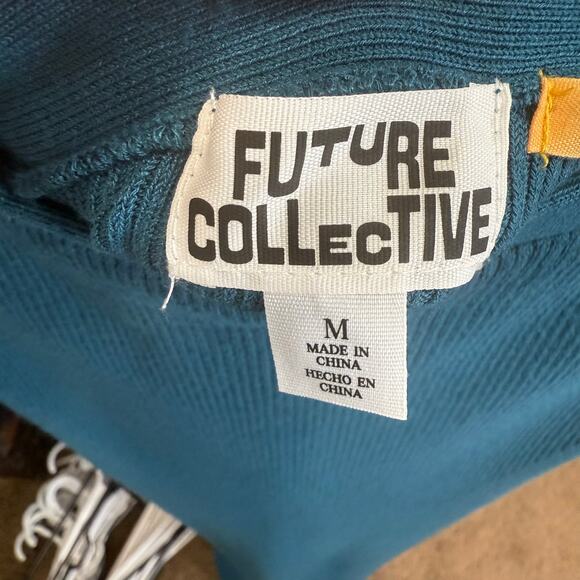 FUTURE
COLLECTIVE
M
MADE IN
CHINA
HECHO EN
CHINA